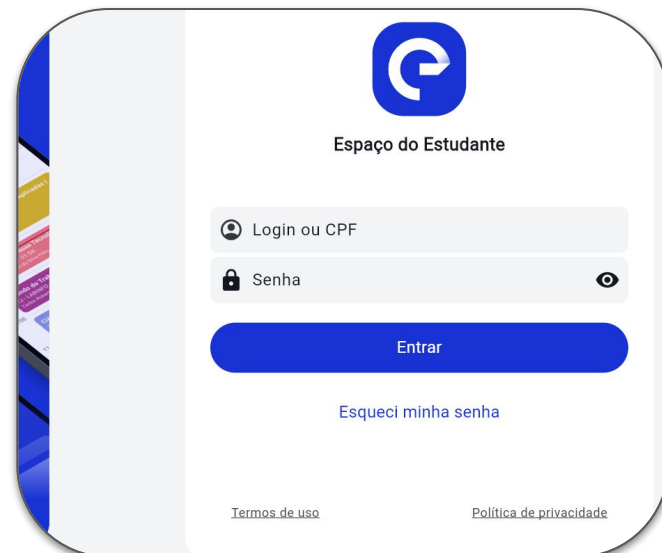 Espaço do Estudante
Login ou CPF
Senha
Entrar
Esqueci minha senha
Termos de uso
Política de privacidade